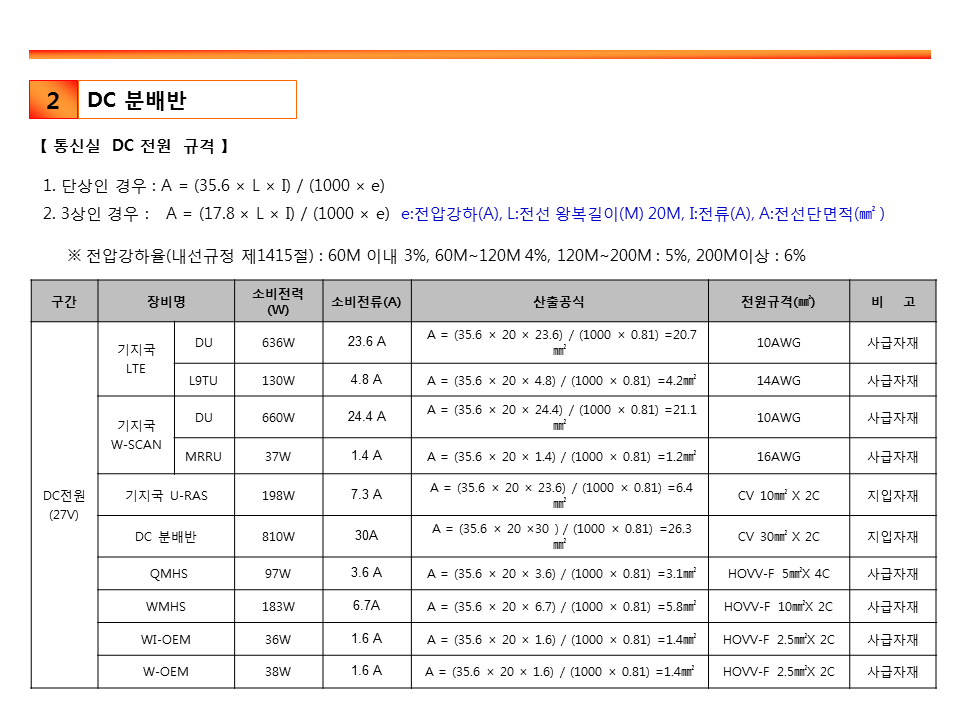 2 DC 분배반
【 통신실 DC 전원 규격 】
1. 단상인 경우 : A = (35.6 × L × I) / (1000 × e)
2. 3상인 경우 : A = (17.8 × L × I) / (1000 × e) e:전압강하(A), L:전선 왕복길이(M) 20M, I:전류(A), A:전선단면적(㎟ )
※ 전압강하율(내선규정 제1415절) : 60M 이내 3%, 60M~120M 4%, 120M~200M : 5%, 200M이상 : 6%
구간 장비명 소비전력 (W) 소비전류(A) 산출공식 전원규격(㎟) 비 고
DC전원
(27V)
기지국
LTE
DU 636W 23.6 A A = (35.6 × 20 × 23.6) / (1000 × 0.81) =20.7
㎟ 10AWG 사급자재
L9TU 130W 4.8 A A = (35.6 × 20 × 4.8) / (1000 × 0.81) =4.2㎟ 14AWG 사급자재
기지국
W-SCAN
DU 660W 24.4 A A = (35.6 × 20 × 24.4) / (1000 × 0.81) =21.1
㎟ 10AWG 사급자재
MRRU 37W 1.4 A A = (35.6 × 20 × 1.4) / (1000 × 0.81) =1.2㎟ 16AWG 사급자재
기지국 U-RAS 198W 7.3 A A = (35.6 × 20 × 23.6) / (1000 × 0.81) =6.4
㎟ CV 10㎟ X 2C 지입자재
DC 분배반 810W 30A A = (35.6 × 20 ×30 ) / (1000 × 0.81) =26.3
㎟ CV 30㎟ X 2C 지입자재
QMHS 97W 3.6 A A = (35.6 × 20 × 3.6) / (1000 × 0.81) =3.1㎟ HOVV-F 5㎟X 4C 사급자재
WMHS 183W 6.7A A = (35.6 × 20 × 6.7) / (1000 × 0.81) =5.8㎟ HOVV-F 10㎟X 2C 사급자재
WI-OEM 36W 1.6 A A = (35.6 × 20 × 1.6) / (1000 × 0.81) =1.4㎟ HOVV-F 2.5㎟X 2C 사급자재
W-OEM 38W 1.6 A A = (35.6 × 20 × 1.6) / (1000 × 0.81) =1.4㎟ HOVV-F 2.5㎟X 2C 사급자재